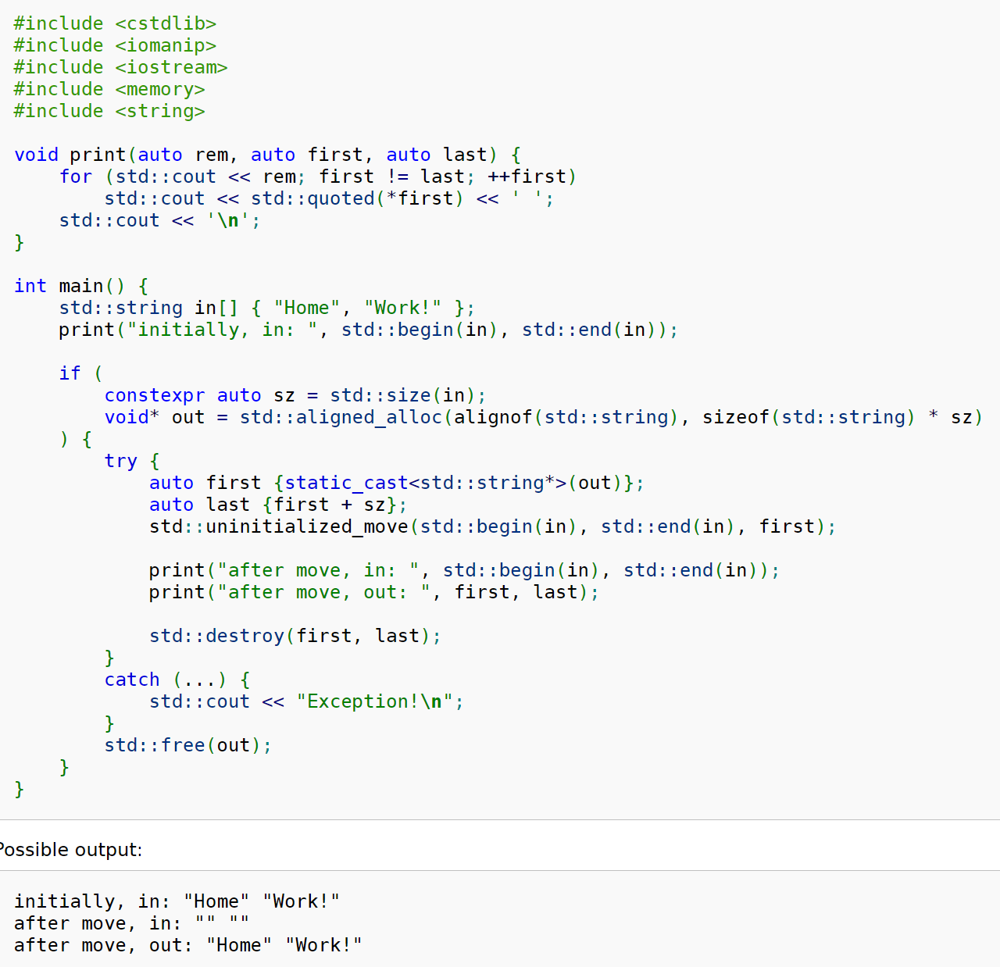 #include <cstdlib>
#include <iomanip>
#include <iostream>
#include <memory>
#include <string>

void print(auto rem, auto first, auto last) {
    for (std::cout << rem; first != last; ++first)
        std::cout << std::quoted(*first) << ' ';
    std::cout << '\n';
}

int main() {
    std::string in[] { "Home", "Work!" };
    print("initially, in: ", std::begin(in), std::end(in));

    if (
        constexpr auto sz = std::size(in);
        void* out = std::aligned_alloc(alignof(std::string), sizeof(std::string) * sz)
    ) {
        try {
            auto first {static_cast<std::string*>(out)};
            auto last {first + sz};
            std::uninitialized_move(std::begin(in), std::end(in), first);

            print("after move, in: ", std::begin(in), std::end(in));
            print("after move, out: ", first, last);

            std::destroy(first, last);
        }
        catch (...) {
            std::cout << "Exception!\n";
        }
        std::free(out);
    }
}

Possible output:

initially, in: "Home" "Work!"
after move, in: "" ""
after move, out: "Home" "Work!"